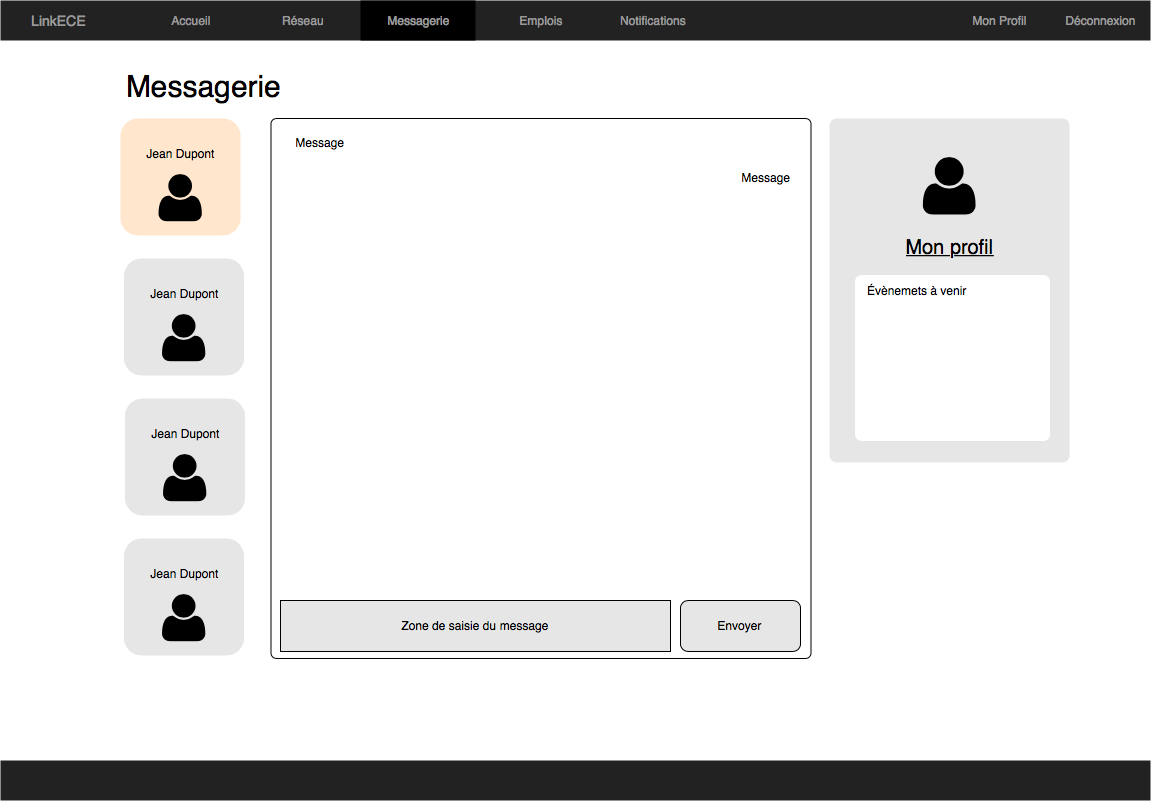 LinkECE Accueil Réseau Messagerie Emplois Notifications Mon Profil Déconnexion
Messagerie
Jean Dupont
Jean Dupont
Jean Dupont
Jean Dupont
Message
Message
Zone de saisie du message
Envoyer
Mon profil
Évènemets à venir